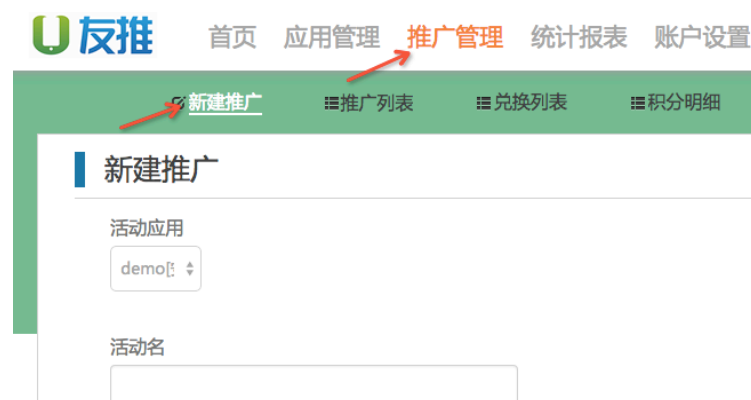 友推 首页 应用管理 推广管理 统计报表 账户设置
新建推广 推广列表 兑换列表 积分明细
新建推广
活动应用
demo[
活动名